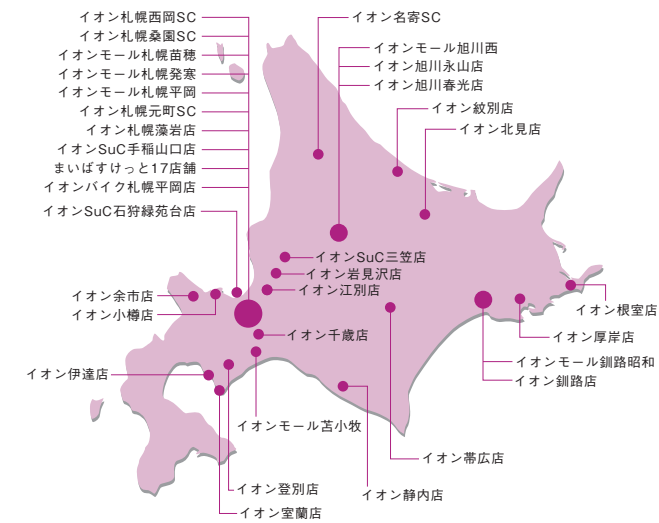 イオン札幌西岡SC
イオン札幌桑園SC
イオンモール札幌苗穂
イオンモール札幌発寒
イオンモール札幌平岡
イオン札幌元町SC
イオン札幌藻岩店
イオンSuC手稲山口店
まいばすけっと17店舗
イオンバイク札幌平岡店
イオンSuC石狩緑苑台店
イオン名寄SC
イオンモール旭川西
イオン旭川永山店
イオン旭川春光店
イオン紋別店
イオン北見店
イオンSuC三笠店
イオン岩見沢店
イオン江別店
イオン余市店
イオン小樽店
イオン千歳店
イオン根室店
イオン厚岸店
イオンモール釧路昭和
イオン釧路店
イオン伊達店
イオンモール苫小牧
イオン帯広店
イオン登別店
イオン静内店
イオン室蘭店